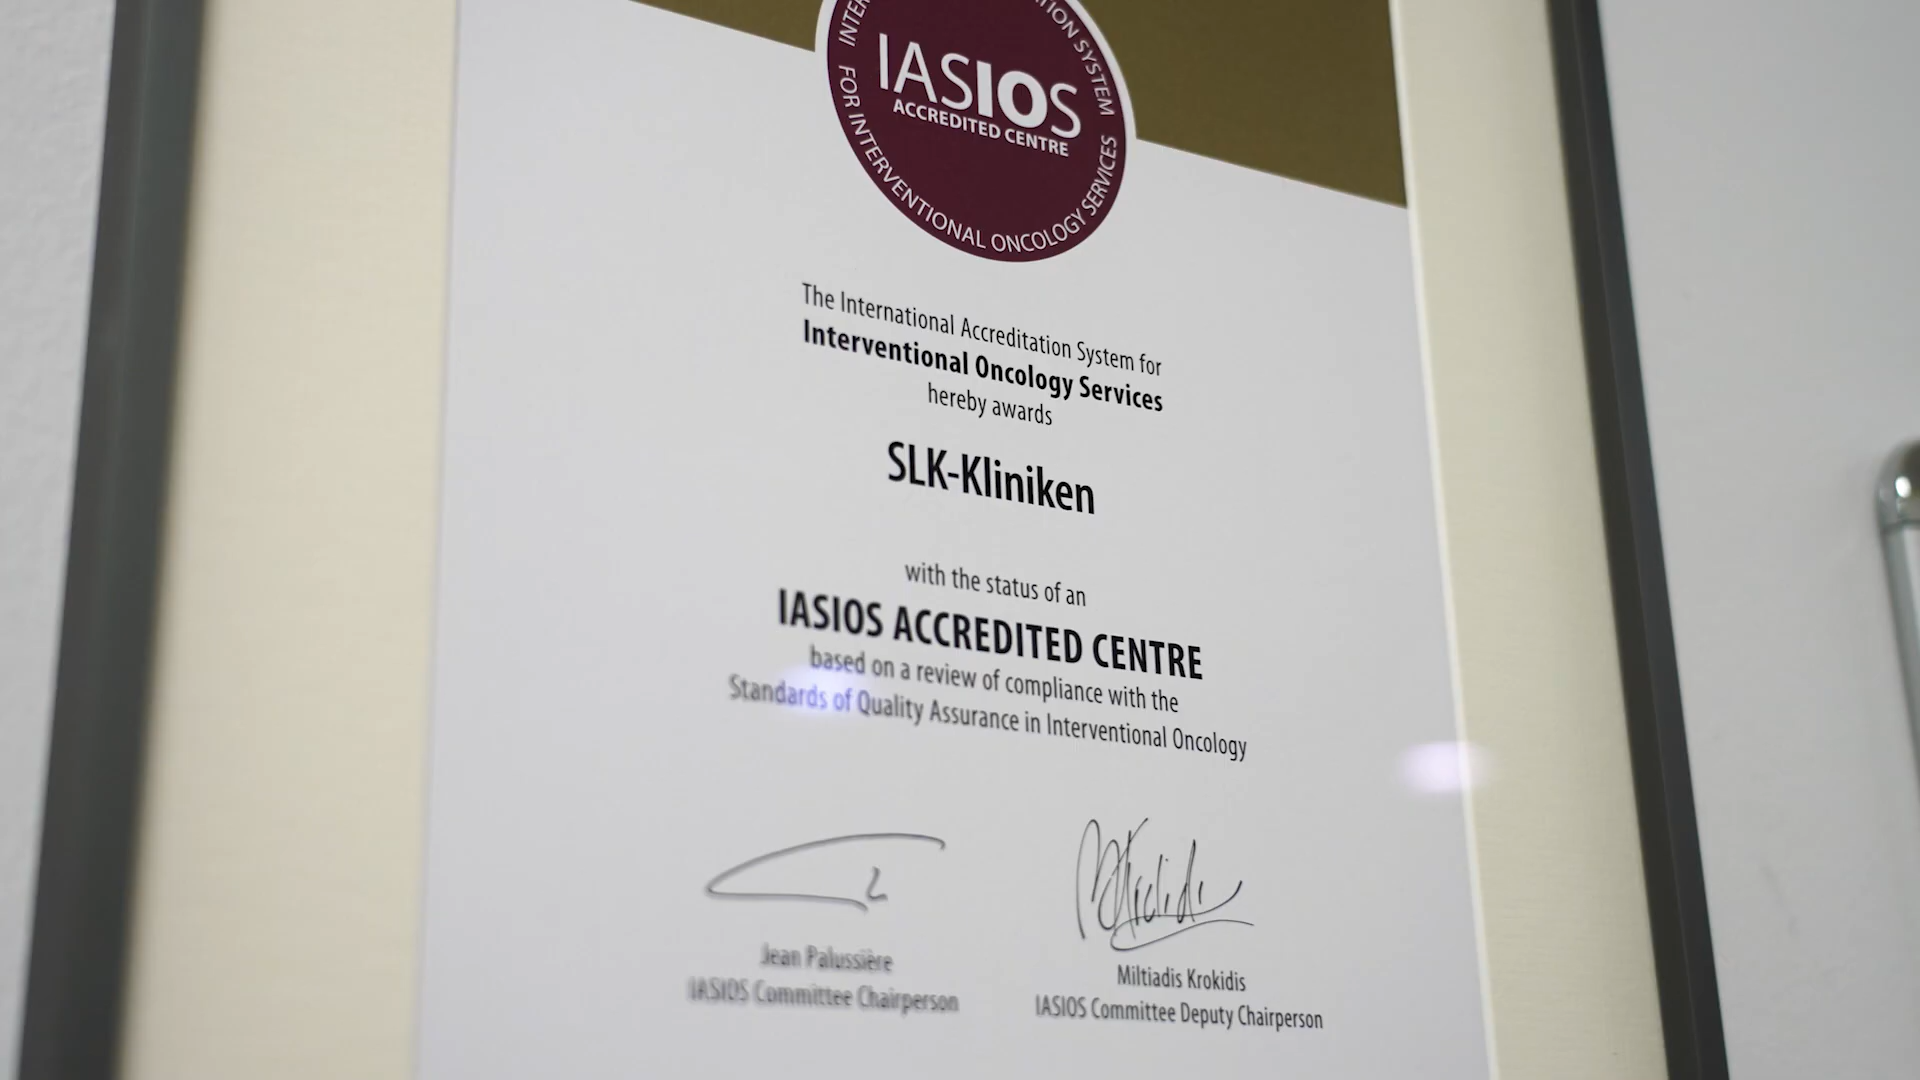 IASIOS
ACCREDITED CENTRE
SYSTEM
FOR INTERVENTIONAL ONCOLOGY SERVICES
The International Accreditation System for
Interventional Oncology Services
hereby awards
SLK-Kliniken
with the status of an
IASIOS ACCREDITED CENTRE
based on a review of compliance with the
Standards of Quality Assurance in Interventional Oncology
Jean Palussière
IASIOS Committee Chairperson
Miltiadis Krokidis
IASIOS Committee Deputy Chairperson